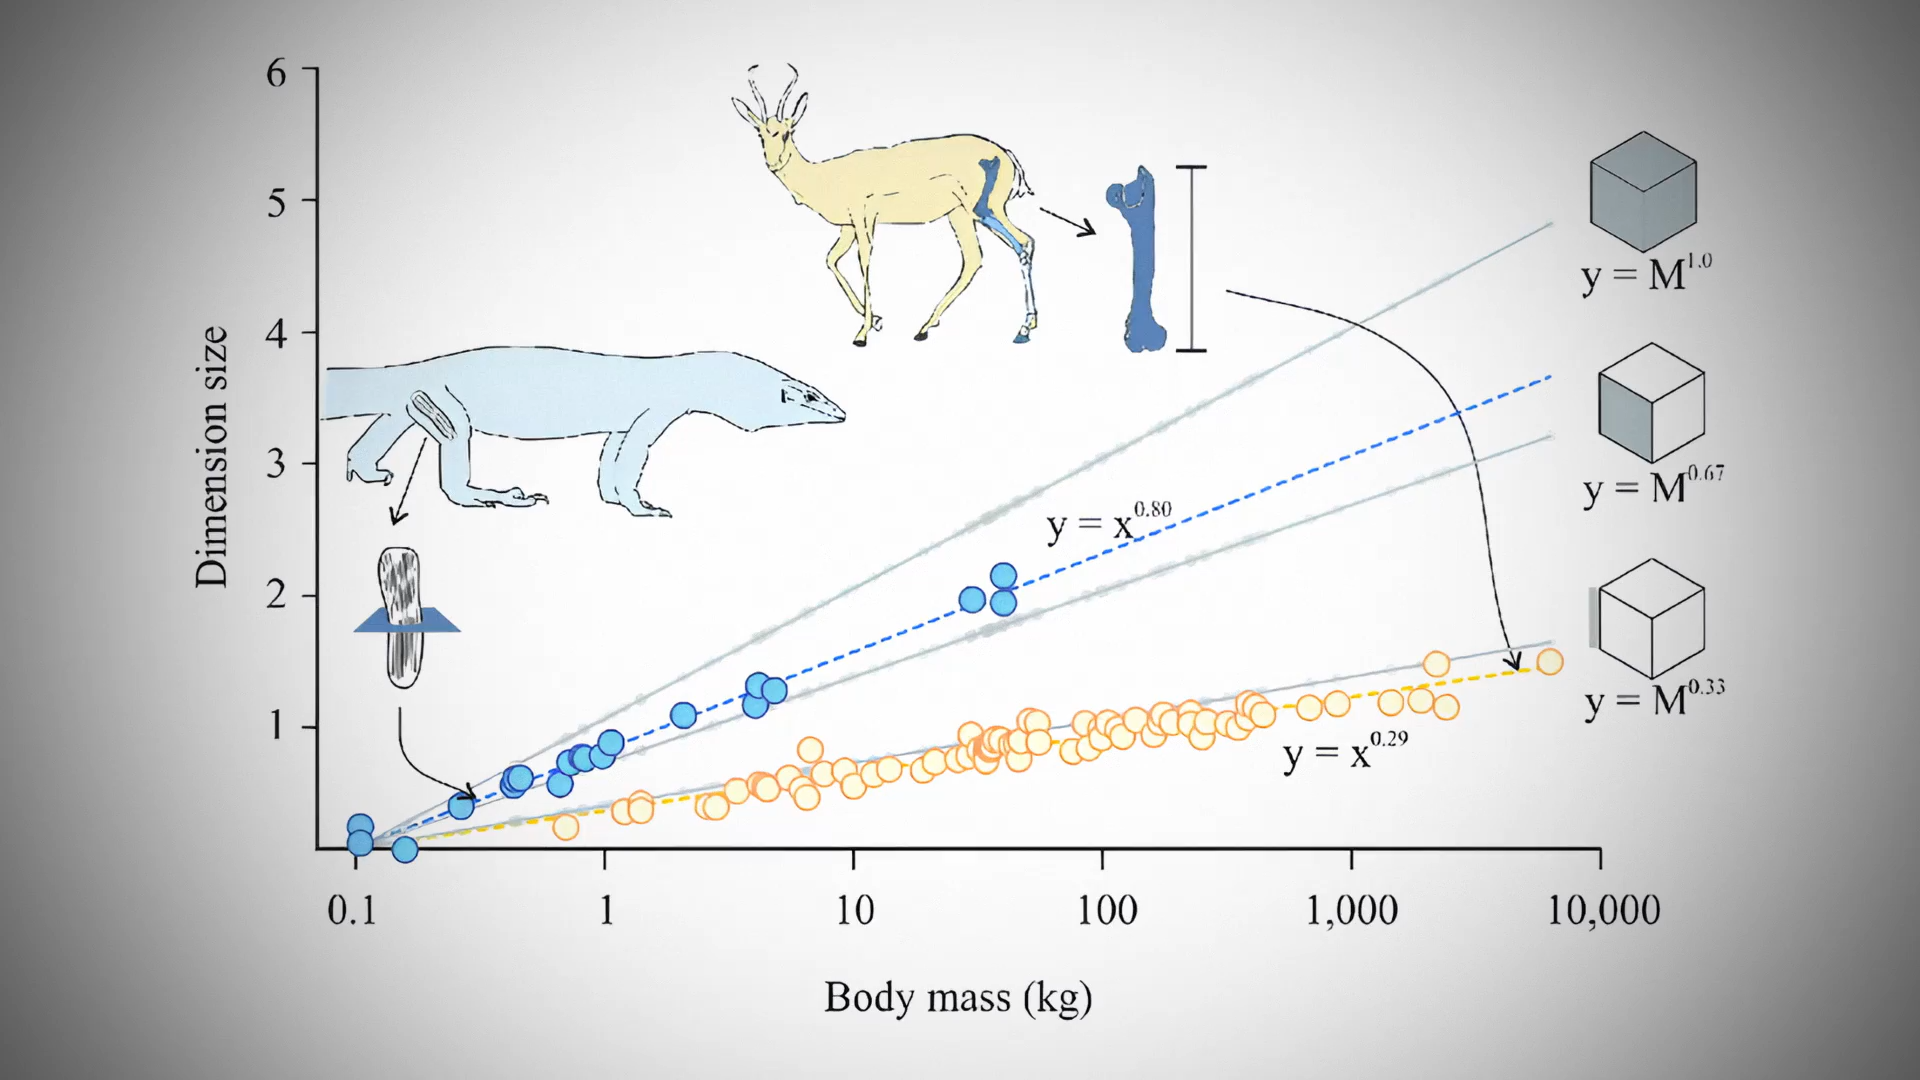 6
5
4
3
2
1
Dimension size
0.1
1
10
100
1,000
10,000
Body mass (kg)
y = x^0.80
y = x^0.29
y = M^1.0
y = M^0.67
y = M^0.33